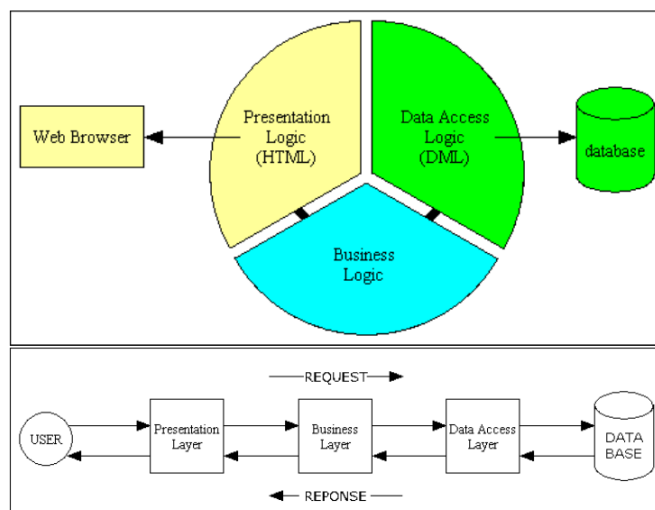 Web Browser
Presentation
Logic
(HTML)
Data Access
Logic
(DML)
database
Business
Logic
REQUEST
USER
Presentation
Layer
Business
Layer
Data Access
Layer
DATA
BASE
REPONSE